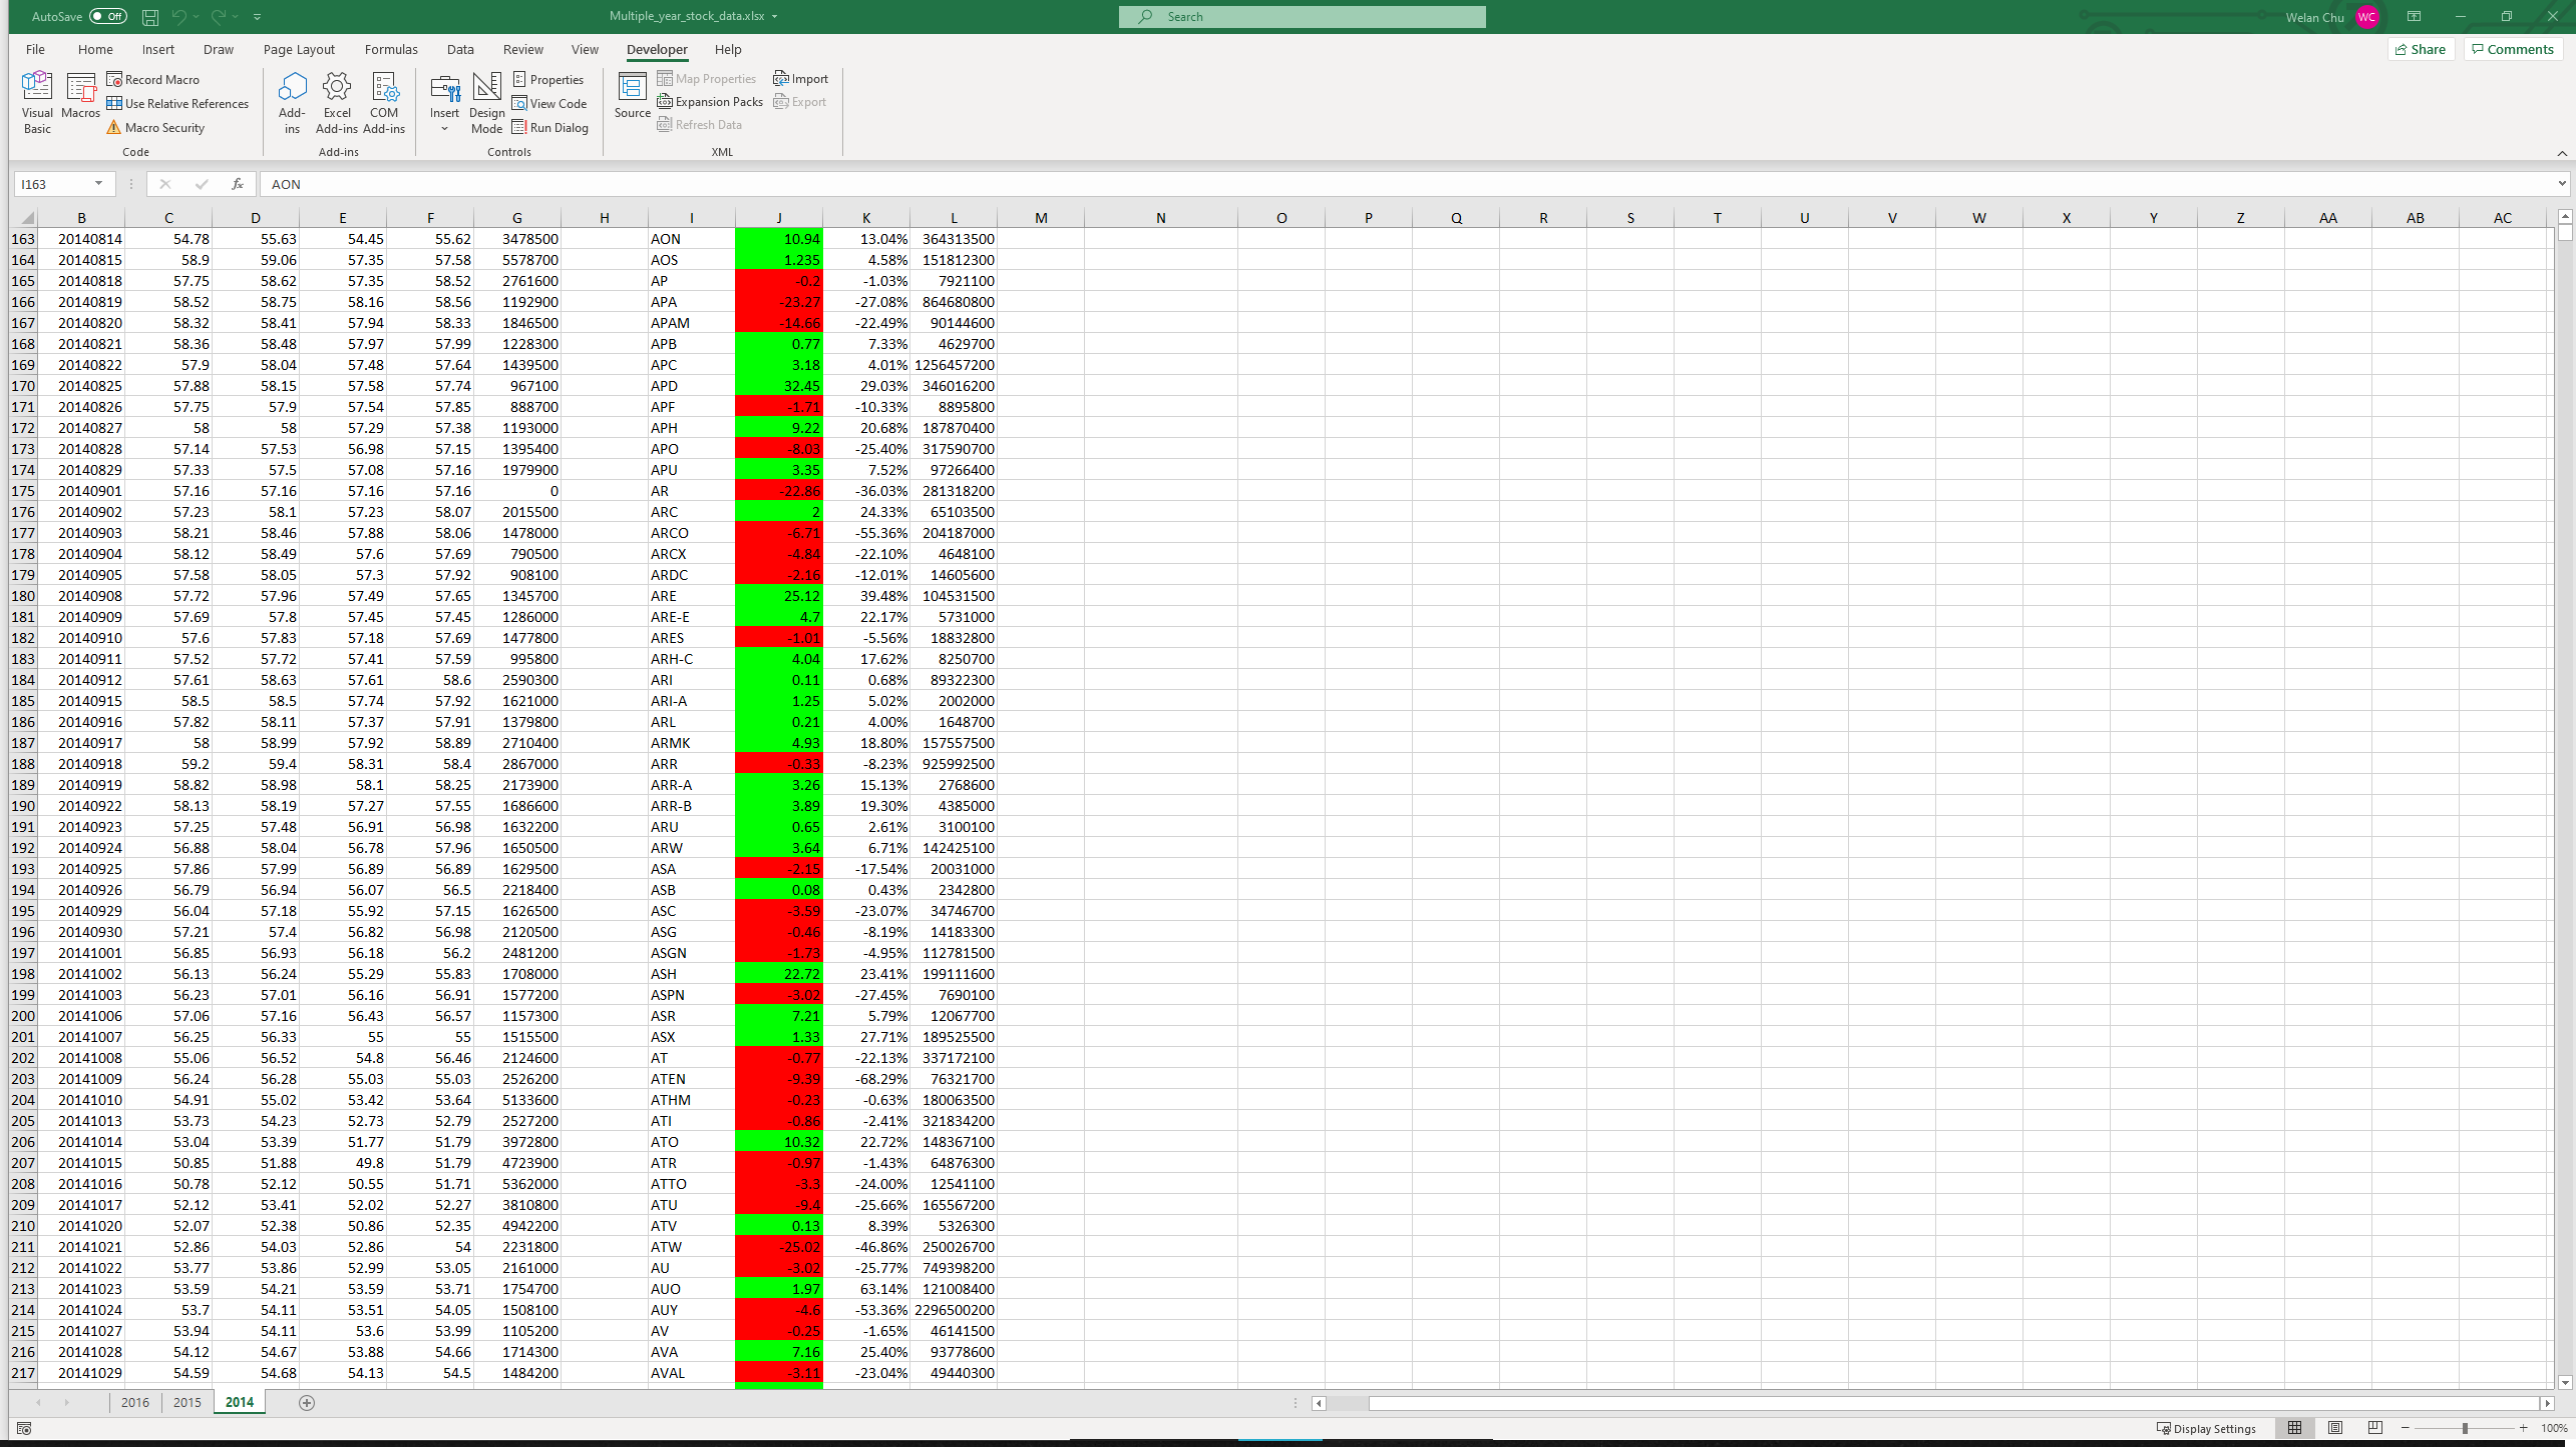 AutoSave Off Multiple_year_stock_data.xlsx Search Welan Chu WC
File Home Insert Draw Page Layout Formulas Data Review View Developer Help Share Comments
Visual Basic Macros Record Macro Use Relative References Macro Security Code
Add-ins Excel Add-ins COM Add-ins Add-ins
Insert Design Mode Properties View Code Run Dialog Controls
Source Map Properties Expansion Packs Refresh Data Import Export XML
I163 fx AON
B C D E F G H I J K L M N O P Q R S T U V W X Y Z AA AB AC
163 20140814 54.78 55.63 54.45 55.62 3478500 AON 10.94 13.04% 364313500
164 20140815 58.9 59.06 57.35 57.58 5578700 AOS 1.235 4.58% 151812300
165 20140818 57.75 58.62 57.35 58.52 2761600 AP -0.2 -1.03% 7921100
166 20140819 58.52 58.75 58.16 58.56 1192900 APA -23.27 -27.08% 864680800
167 20140820 58.32 58.41 57.94 58.33 1846500 APAM -14.66 -22.49% 90144600
168 20140821 58.36 58.48 57.97 57.99 1228300 APB 0.77 7.33% 4629700
169 20140822 57.9 58.04 57.48 57.64 1439500 APC 3.18 4.01% 1256457200
170 20140825 57.88 58.15 57.58 57.74 967100 APD 32.45 29.03% 346016200
171 20140826 57.75 57.9 57.54 57.85 888700 APF -1.71 -10.33% 8895800
172 20140827 58 58 57.29 57.38 1193000 APH 9.22 20.68% 187870400
173 20140828 57.14 57.53 56.98 57.15 1395400 APO -8.03 -25.40% 317590700
174 20140829 57.33 57.5 57.08 57.16 1979900 APU 3.35 7.52% 97266400
175 20140901 57.16 57.16 57.16 57.16 0 AR -22.86 -36.03% 281318200
176 20140902 57.23 58.1 57.23 58.07 2015500 ARC 2 24.33% 65103500
177 20140903 58.21 58.46 57.88 58.06 1478000 ARCO -6.71 -55.36% 204187000
178 20140904 58.12 58.49 57.6 57.69 790500 ARCX -4.84 -22.10% 4648100
179 20140905 57.58 58.05 57.3 57.92 908100 ARDC -2.16 -12.01% 14605600
180 20140908 57.72 57.96 57.49 57.65 1345700 ARE 25.12 39.48% 104531500
181 20140909 57.69 57.8 57.45 57.45 1286000 ARE-E 4.7 22.17% 5731000
182 20140910 57.6 57.83 57.18 57.69 1477800 ARES -1.01 -5.56% 18832800
183 20140911 57.52 57.72 57.41 57.59 995800 ARH-C 4.04 17.62% 8250700
184 20140912 57.61 58.63 57.61 58.6 2590300 ARI 0.11 0.68% 89322300
185 20140915 58.5 58.5 57.74 57.92 1621000 ARI-A 1.25 5.02% 2002000
186 20140916 57.82 58.11 57.37 57.91 1379800 ARL 0.21 4.00% 1648700
187 20140917 58 58.99 57.92 58.89 2710400 ARMK 4.93 18.80% 157557500
188 20140918 59.2 59.4 58.31 58.4 2867000 ARR -0.33 -8.23% 925992500
189 20140919 58.82 58.98 58.1 58.25 2173900 ARR-A 3.26 15.13% 2768600
190 20140922 58.13 58.19 57.27 57.55 1686600 ARR-B 3.89 19.30% 4385000
191 20140923 57.25 57.48 56.91 56.98 1632200 ARU 0.65 2.61% 3100100
192 20140924 56.88 58.04 56.78 57.96 1650500 ARW 3.64 6.71% 142425100
193 20140925 57.86 57.99 56.89 56.89 1629500 ASA -2.15 -17.54% 20031000
194 20140926 56.79 56.94 56.07 56.5 2218400 ASB 0.08 0.43% 2342800
195 20140929 56.04 57.18 55.92 57.15 1626500 ASC -3.59 -23.07% 34746700
196 20140930 57.21 57.4 56.82 56.98 2120500 ASG -0.46 -8.19% 14183300
197 20141001 56.85 56.93 56.18 56.2 2481200 ASGN -1.73 -4.95% 112781500
198 20141002 56.13 56.24 55.29 55.83 1708000 ASH 22.72 23.41% 199111600
199 20141003 56.23 57.01 56.16 56.91 1577200 ASPN -3.02 -27.45% 7690100
200 20141006 57.06 57.16 56.43 56.57 1157300 ASR 7.21 5.79% 12067700
201 20141007 56.25 56.33 55 55 1515500 ASX 1.33 27.71% 189525500
202 20141008 55.06 56.52 54.8 56.46 2124600 AT -0.77 -22.13% 337172100
203 20141009 56.24 56.28 55.03 55.03 2526200 ATEN -9.39 -68.29% 76321700
204 20141010 54.91 55.02 53.42 53.64 5133600 ATHM -0.23 -0.63% 180063500
205 20141013 53.73 54.23 52.73 52.79 2527200 ATI -0.86 -2.41% 321834200
206 20141014 53.04 53.39 51.77 51.79 3972800 ATO 10.32 22.72% 148367100
207 20141015 50.85 51.88 49.8 51.79 4723900 ATR -0.97 -1.43% 64876300
208 20141016 50.78 52.12 50.55 51.71 5362000 ATTO -3.3 -24.00% 12541100
209 20141017 52.12 53.41 52.02 52.27 3810800 ATU -9.4 -25.66% 165567200
210 20141020 52.07 52.38 50.86 52.35 4942200 ATV 0.13 8.39% 5326300
211 20141021 52.86 54.03 52.86 54 2231800 ATW -25.02 -46.86% 250026700
212 20141022 53.77 53.86 52.99 53.05 2161000 AU -3.02 -25.77% 749398200
213 20141023 53.59 54.21 53.59 53.71 1754700 AUO 1.97 63.14% 121008400
214 20141024 53.7 54.11 53.51 54.05 1508100 AUY -4.6 -53.36% 2296500200
215 20141027 53.94 54.11 53.6 53.99 1105200 AV -0.25 -1.65% 46141500
216 20141028 54.12 54.67 53.88 54.66 1714300 AVA 7.16 25.40% 93778600
217 20141029 54.59 54.68 54.13 54.5 1484200 AVAL -3.11 -23.04% 49440300
2016 2015 2014
Display Settings 100%